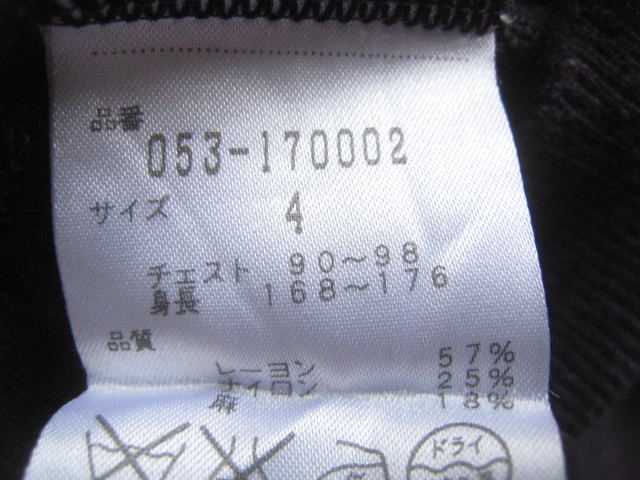 品番
053-170002
サイズ 4
チェスト 90～98
身長 168～176
品質
レーヨン 57%
ナイロン 25%
麻 18%
ドライ